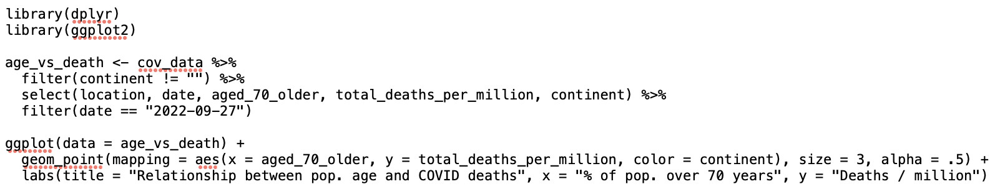 library(dplyr)
library(ggplot2)

age_vs_death <- cov_data %>%
  filter(continent != "") %>%
  select(location, date, aged_70_older, total_deaths_per_million, continent) %>%
  filter(date == "2022-09-27")

ggplot(data = age_vs_death) +
  geom_point(mapping = aes(x = aged_70_older, y = total_deaths_per_million, color = continent), size = 3, alpha = .5) +
  labs(title = "Relationship between pop. age and COVID deaths", x = "% of pop. over 70 years", y = "Deaths / million")